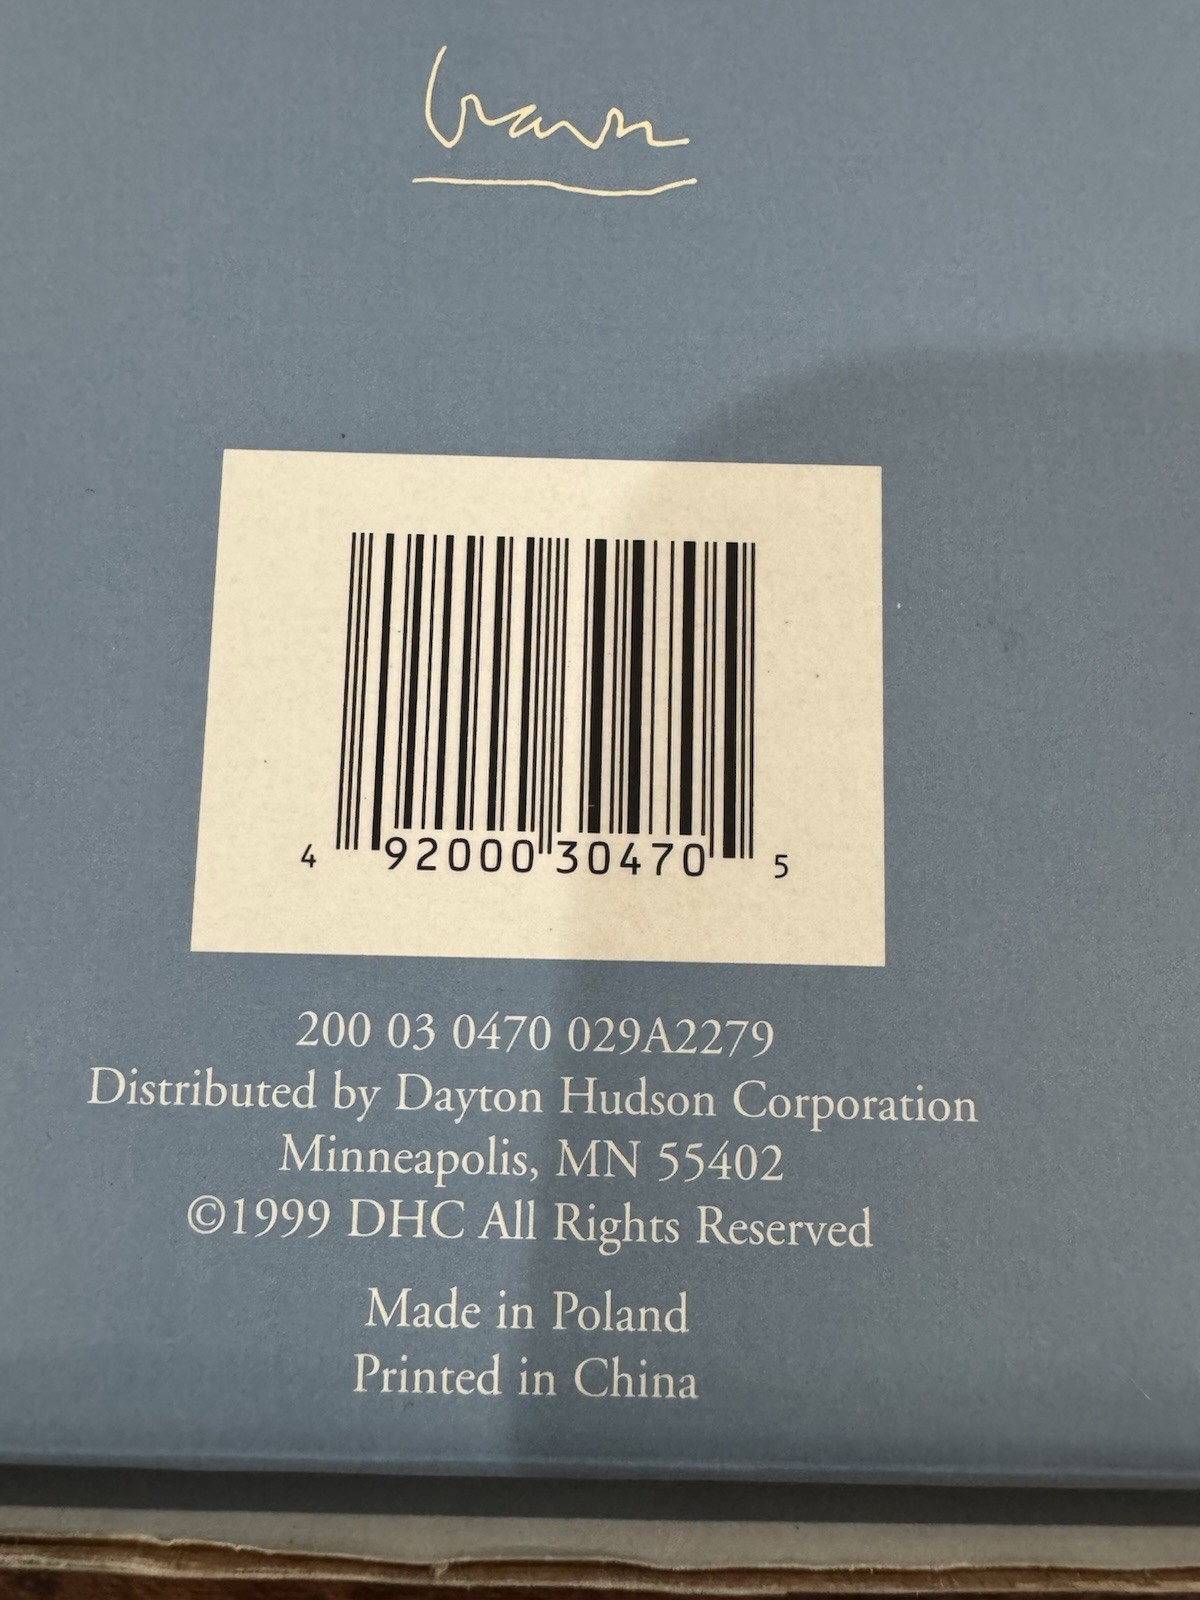 4 92000 30470 5
200 03 0470 029A2279
Distributed by Dayton Hudson Corporation
Minneapolis, MN 55402
©1999 DHC All Rights Reserved
Made in Poland
Printed in China